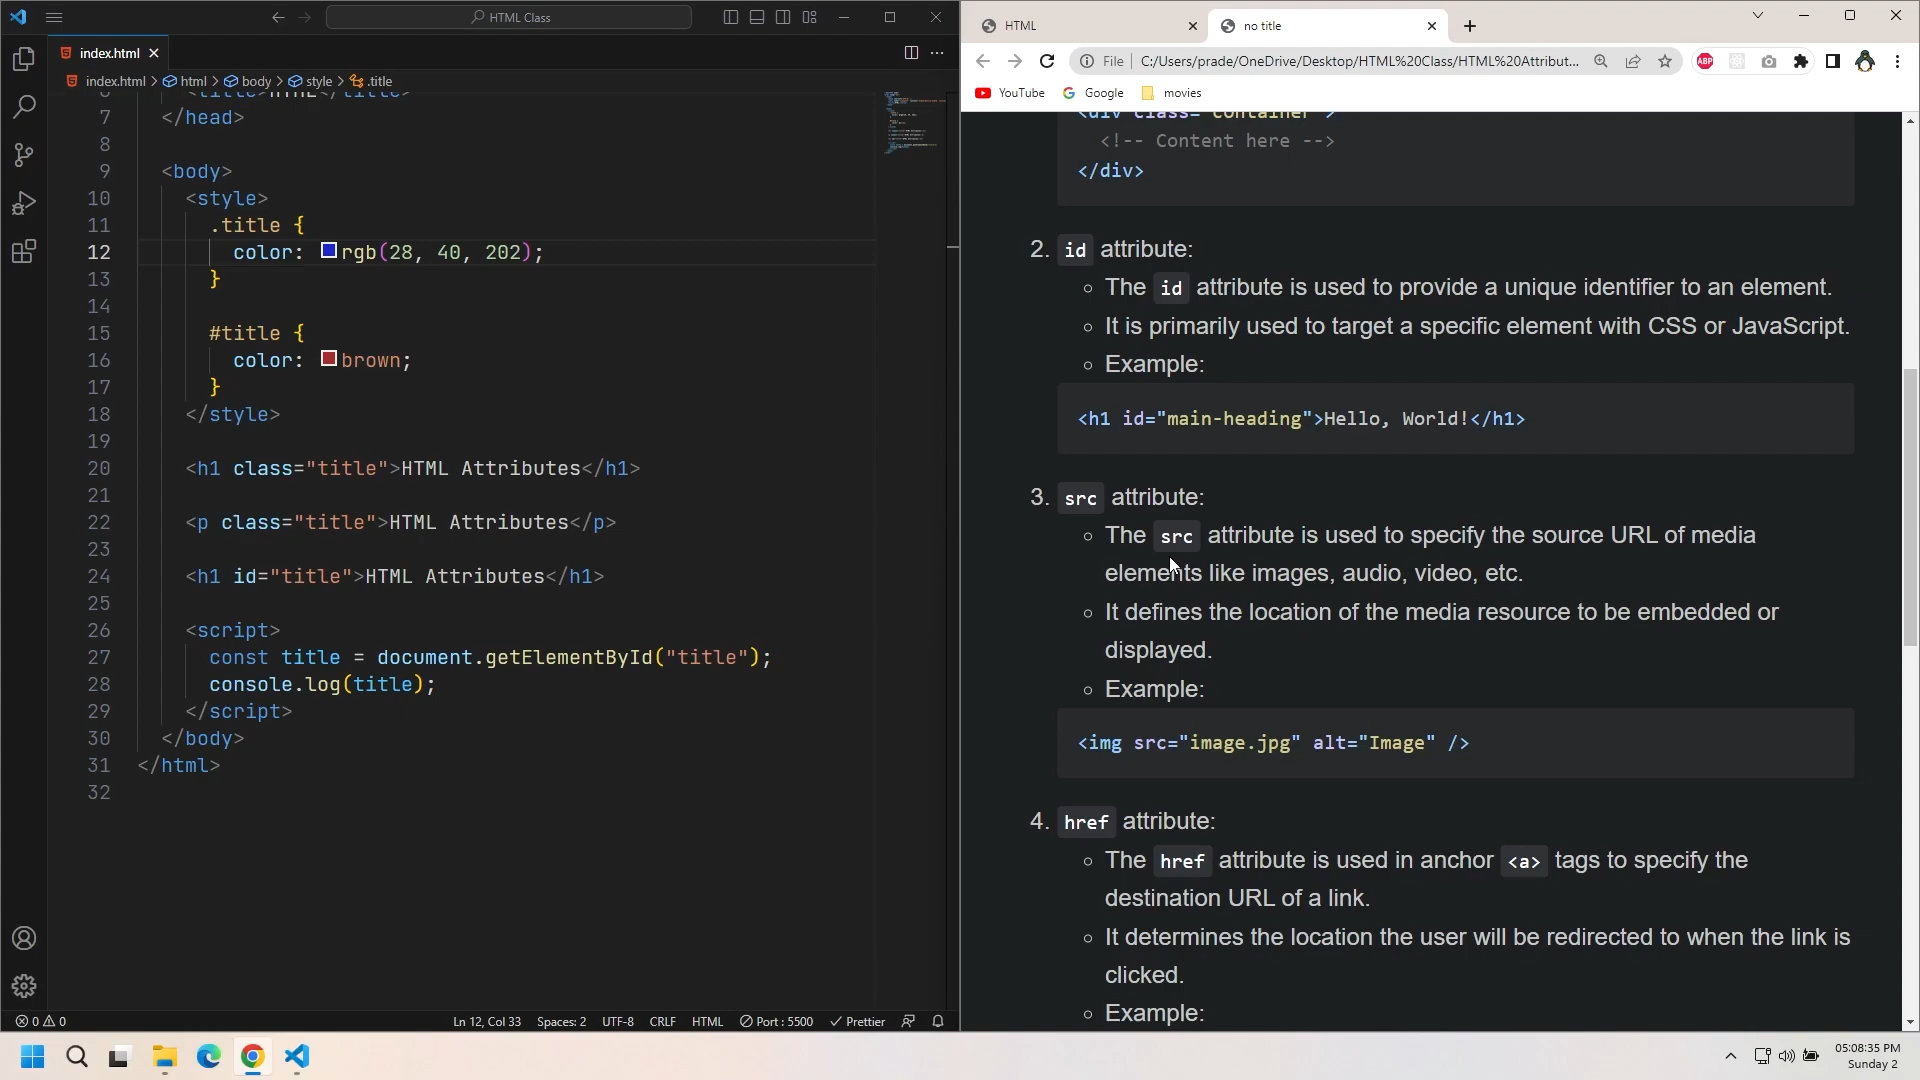 HTML Class
index.html
index.html > html > body > style > .title
6 <title>HTML</title>
7 </head>
8
9 <body>
10 <style>
11 .title {
12 color: rgb(28, 40, 202);
13 }
14
15 #title {
16 color: brown;
17 }
18 </style>
19
20 <h1 class="title">HTML Attributes</h1>
21
22 <p class="title">HTML Attributes</p>
23
24 <h1 id="title">HTML Attributes</h1>
25
26 <script>
27 const title = document.getElementById("title");
28 console.log(title);
29 </script>
30 </body>
31 </html>
32
0 0
Ln 12, Col 33 Spaces: 2 UTF-8 CRLF HTML Port : 5500 Prettier
HTML
no title
File C:/Users/prade/OneDrive/Desktop/HTML%20Class/HTML%20Attribut...
ABP
YouTube Google movies
<div class="container">
<!-- Content here -->
</div>
2. id attribute:
The id attribute is used to provide a unique identifier to an element.
It is primarily used to target a specific element with CSS or JavaScript.
Example:
<h1 id="main-heading">Hello, World!</h1>
3. src attribute:
The src attribute is used to specify the source URL of media
elements like images, audio, video, etc.
It defines the location of the media resource to be embedded or
displayed.
Example:
<img src="image.jpg" alt="Image" />
4. href attribute:
The href attribute is used in anchor <a> tags to specify the
destination URL of a link.
It determines the location the user will be redirected to when the link is
clicked.
Example:
05:08:35 PM
Sunday 2